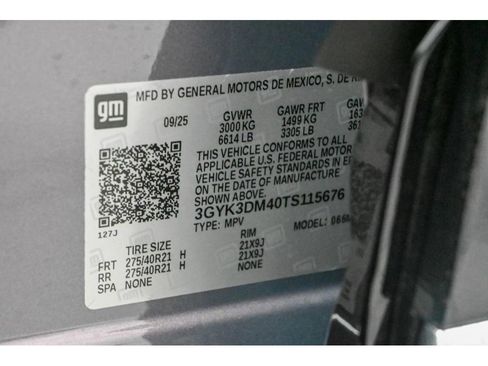 gm
MFD BY GENERAL MOTORS DE MEXICO, S. DE R
09/25 GVWR GAWR FRT
3000 KG 1499 KG
6614 LB 3305 LB
THIS VEHICLE CONFORMS TO ALL
APPLICABLE U.S. FEDERAL MOTOR
VEHICLE SAFETY STANDARDS IN
EFFECT ON THE DATE OF
MANUFACTURE SHOWN ABOVE.
3GYK3DM40TS115676
127J TYPE: MPV MODEL:
TIRE SIZE RIM
FRT 275/40R21 H 21X9J
RR 275/40R21 H 21X9J
SPA NONE NONE